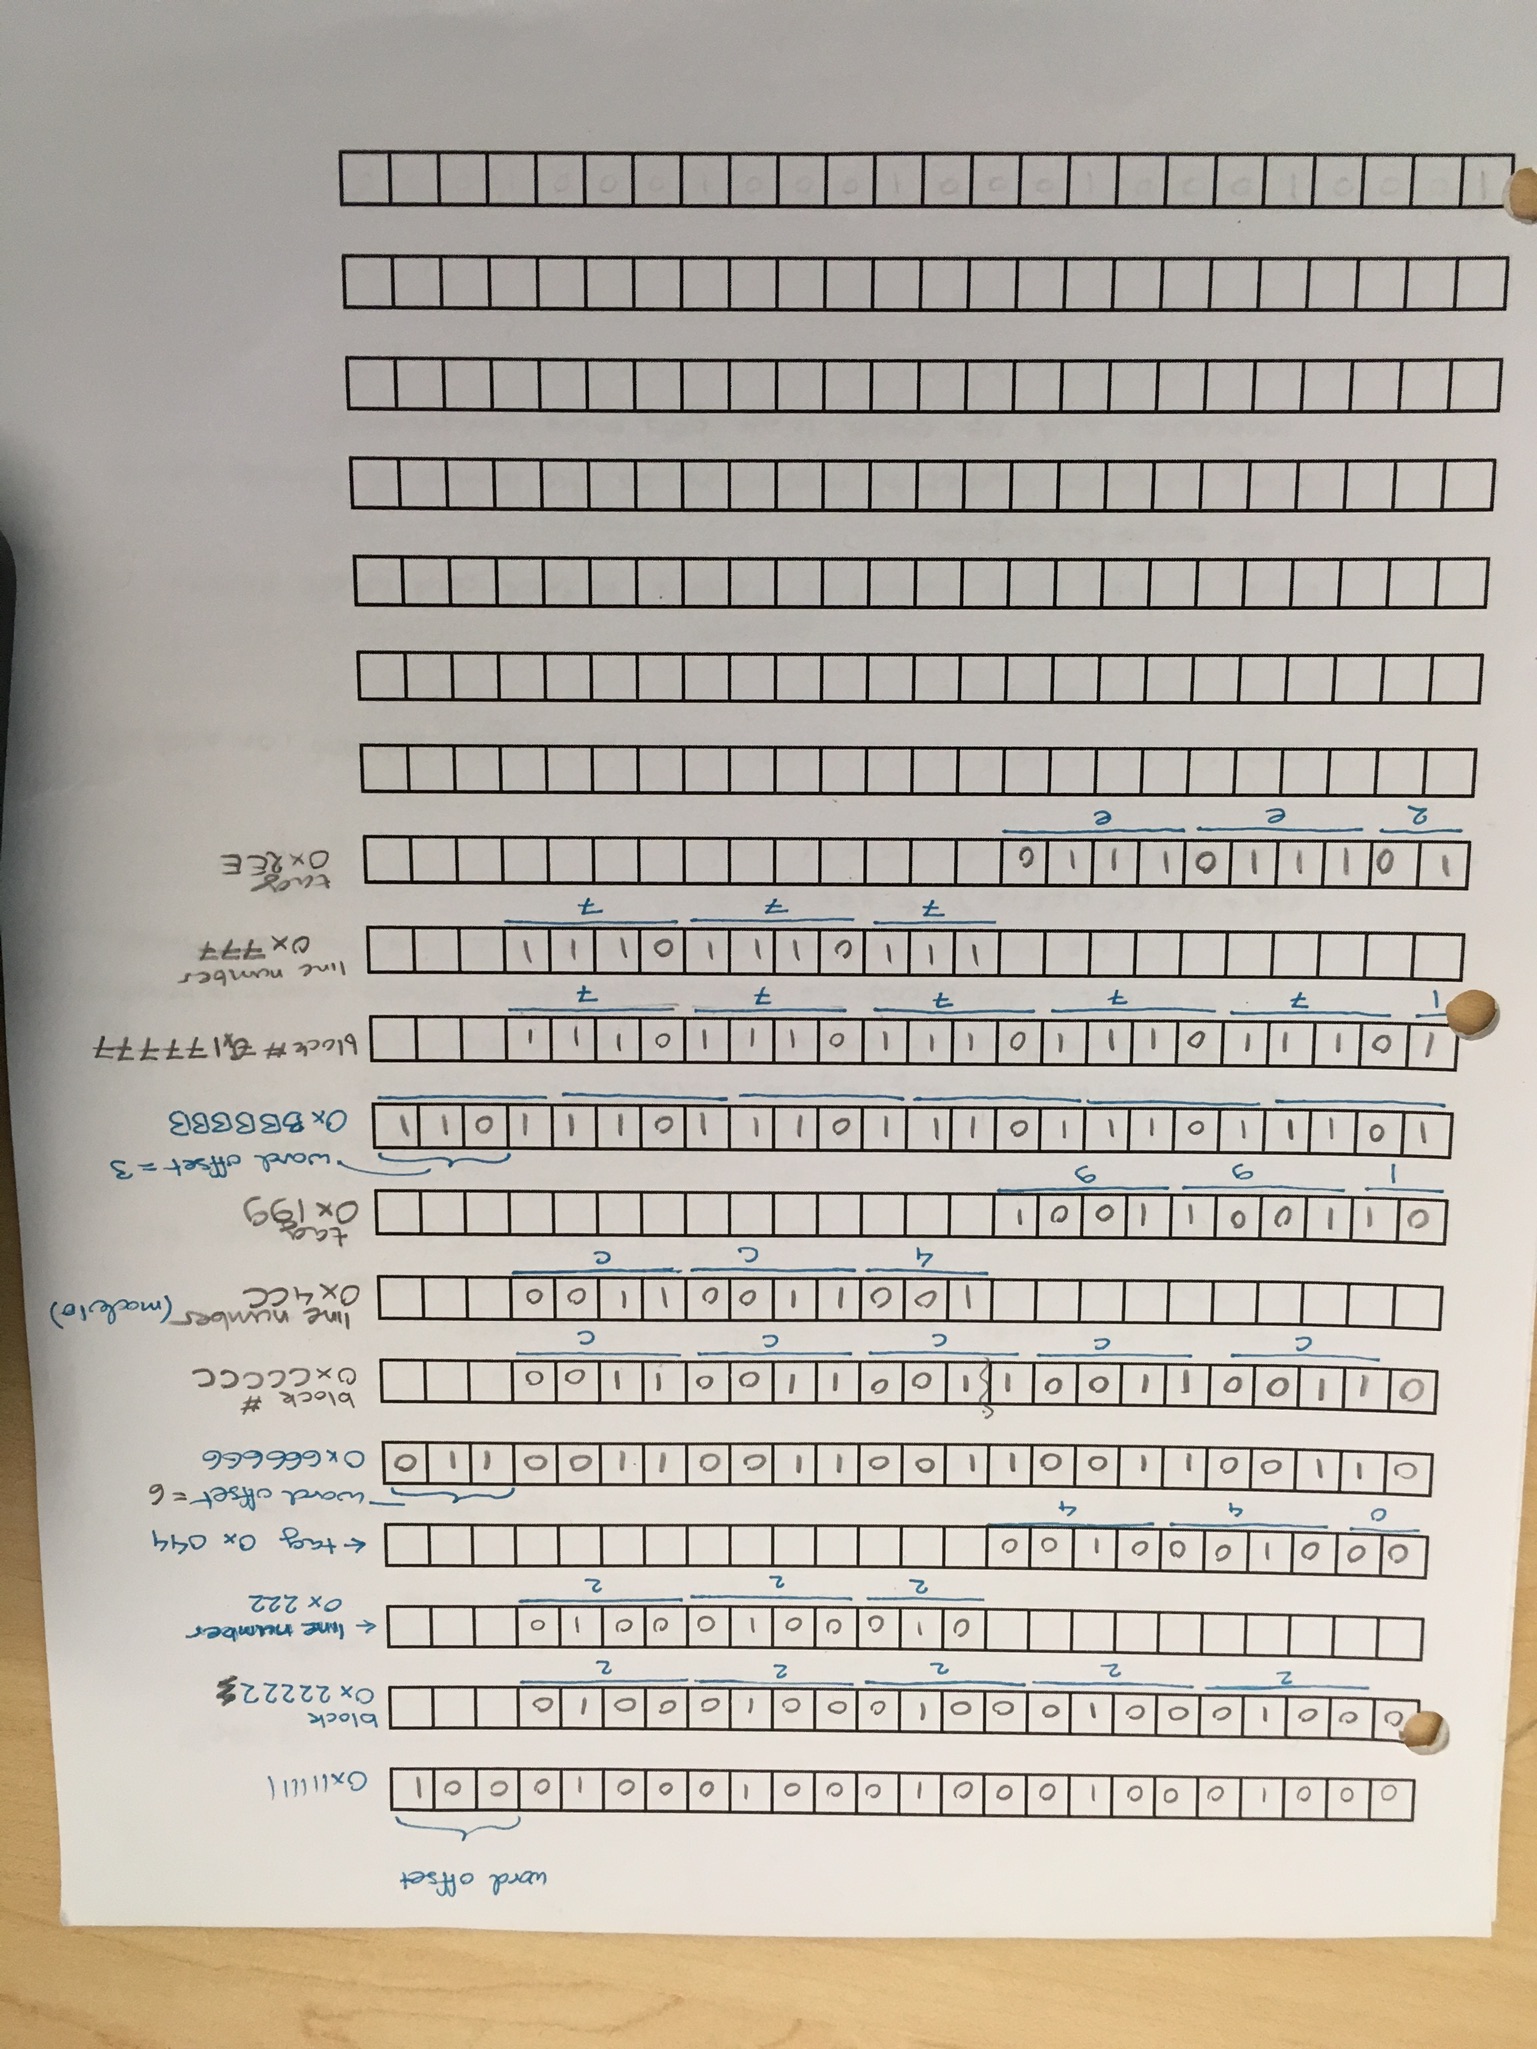 word offset
0 0 0 1 0 0 0 1 0 0 0 1 0 0 0 1 0 0 0 1 0 0 0 1 0x111111
0 0 0 1 0 0 0 1 0 0 0 1 0 0 0 1 0 0 0 1 0 block
0x22222
2 2 2 2 2
0 1 0 0 0 1 0 0 0 1 0 ← line number
0x 222
2 2 2
0 0 0 1 0 0 0 1 0 0 ← tag 0x 044
0 4 4
word offset = 6
0 1 1 0 0 1 1 0 0 1 1 0 0 1 1 0 0 1 1 0 0 1 1 0 0x666666
0 1 1 0 0 1 1 0 0 1 1 0 0 1 1 0 0 1 1 0 0 block #
0xCCCCC
C C C C C
1 0 0 1 1 0 0 1 1 0 0 line number (modulo)
0x4CC
4 C C
0 1 1 0 0 1 1 0 0 1 tag
0x199
1 9 9
word offset = 3
1 0 1 1 1 0 1 1 1 0 1 1 1 0 1 1 1 0 1 1 1 0 1 1 0xBBBBBB
1 0 1 1 1 0 1 1 1 0 1 1 1 0 1 1 1 0 1 1 1 block # 0x177777
1 7 7 7 7 7
1 1 1 0 1 1 1 0 1 1 1 line number
0x777
7 7 7
1 0 1 1 1 0 1 1 1 0 tag
0x2EE
2 e e